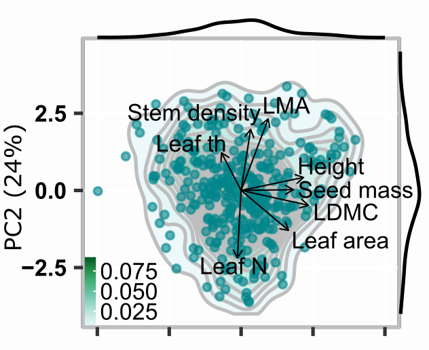 Stem density
LMA
2.5
Leaf th
Height
PC2 (24%)
0.0
Seed mass
LDMC
Leaf area
−2.5
Leaf N
0.075
0.050
0.025